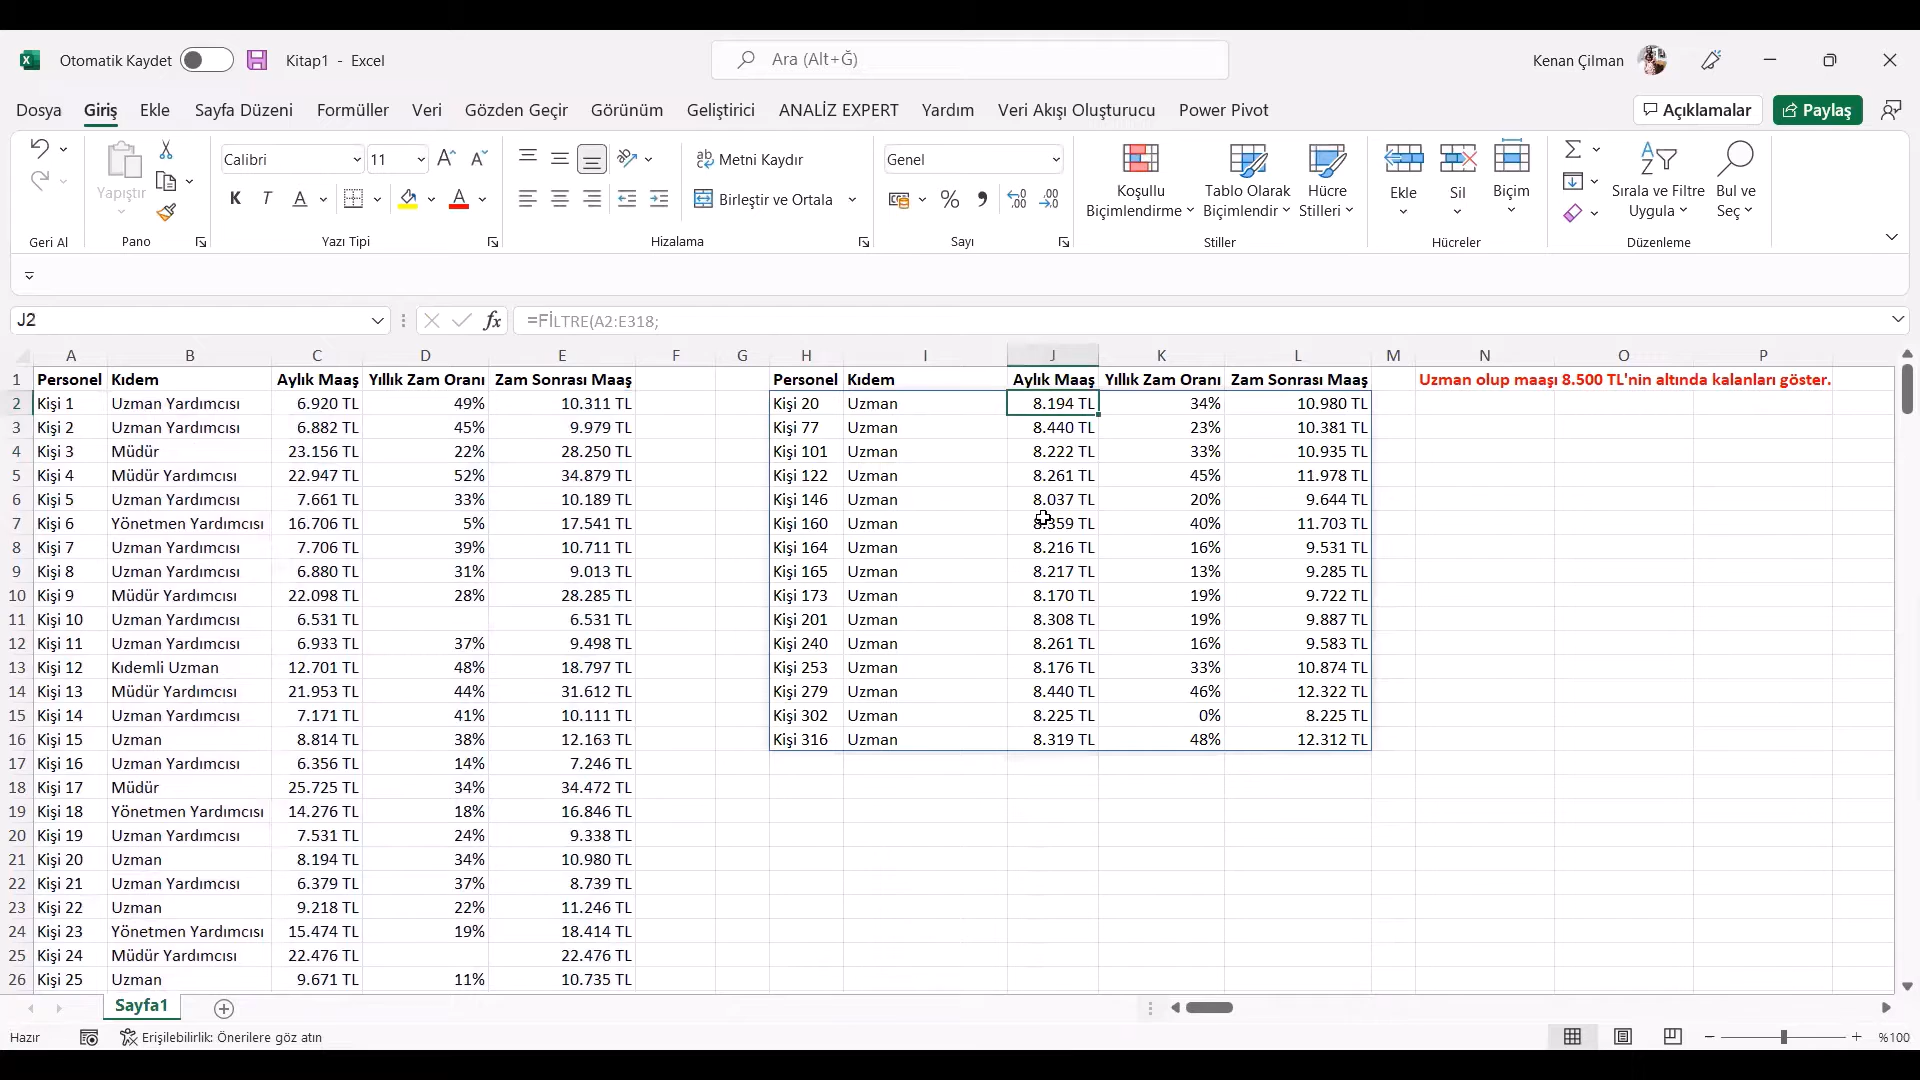 Otomatik Kaydet Kitap1 - Excel Ara (Alt+Ğ) Kenan Çilman
Dosya Giriş Ekle Sayfa Düzeni Formüller Veri Gözden Geçir Görünüm Geliştirici ANALİZ EXPERT Yardım Veri Akışı Oluşturucu Power Pivot Açıklamalar Paylaş
Yapıştır Calibri 11 Metni Kaydır Genel Koşullu Biçimlendirme Tablo Olarak Biçimlendir Hücre Stilleri Ekle Sil Biçim Sırala ve Filtre Uygula Bul ve Seç
K T A Birleştir ve Ortala
Geri Al Pano Yazı Tipi Hizalama Sayı Stiller Hücreler Düzenleme
J2 fx =FİLTRE(A2:E318;
A B C D E F G H I J K L M N O P
1 Personel Kıdem Aylık Maaş Yıllık Zam Oranı Zam Sonrası Maaş Personel Kıdem Aylık Maaş Yıllık Zam Oranı Zam Sonrası Maaş Uzman olup maaşı 8.500 TL'nin altında kalanları göster.
2 Kişi 1 Uzman Yardımcısı 6.920 TL 49% 10.311 TL Kişi 20 Uzman 8.194 TL 34% 10.980 TL
3 Kişi 2 Uzman Yardımcısı 6.882 TL 45% 9.979 TL Kişi 77 Uzman 8.440 TL 23% 10.381 TL
4 Kişi 3 Müdür 23.156 TL 22% 28.250 TL Kişi 101 Uzman 8.222 TL 33% 10.935 TL
5 Kişi 4 Müdür Yardımcısı 22.947 TL 52% 34.879 TL Kişi 122 Uzman 8.261 TL 45% 11.978 TL
6 Kişi 5 Uzman Yardımcısı 7.661 TL 33% 10.189 TL Kişi 146 Uzman 8.037 TL 20% 9.644 TL
7 Kişi 6 Yönetmen Yardımcısı 16.706 TL 5% 17.541 TL Kişi 160 Uzman 8.359 TL 40% 11.703 TL
8 Kişi 7 Uzman Yardımcısı 7.706 TL 39% 10.711 TL Kişi 164 Uzman 8.216 TL 16% 9.531 TL
9 Kişi 8 Uzman Yardımcısı 6.880 TL 31% 9.013 TL Kişi 165 Uzman 8.217 TL 13% 9.285 TL
10 Kişi 9 Müdür Yardımcısı 22.098 TL 28% 28.285 TL Kişi 173 Uzman 8.170 TL 19% 9.722 TL
11 Kişi 10 Uzman Yardımcısı 6.531 TL 6.531 TL Kişi 201 Uzman 8.308 TL 19% 9.887 TL
12 Kişi 11 Uzman Yardımcısı 6.933 TL 37% 9.498 TL Kişi 240 Uzman 8.261 TL 16% 9.583 TL
13 Kişi 12 Kıdemli Uzman 12.701 TL 48% 18.797 TL Kişi 253 Uzman 8.176 TL 33% 10.874 TL
14 Kişi 13 Müdür Yardımcısı 21.953 TL 44% 31.612 TL Kişi 279 Uzman 8.440 TL 46% 12.322 TL
15 Kişi 14 Uzman Yardımcısı 7.171 TL 41% 10.111 TL Kişi 302 Uzman 8.225 TL 0% 8.225 TL
16 Kişi 15 Uzman 8.814 TL 38% 12.163 TL Kişi 316 Uzman 8.319 TL 48% 12.312 TL
17 Kişi 16 Uzman Yardımcısı 6.356 TL 14% 7.246 TL
18 Kişi 17 Müdür 25.725 TL 34% 34.472 TL
19 Kişi 18 Yönetmen Yardımcısı 14.276 TL 18% 16.846 TL
20 Kişi 19 Uzman Yardımcısı 7.531 TL 24% 9.338 TL
21 Kişi 20 Uzman 8.194 TL 34% 10.980 TL
22 Kişi 21 Uzman Yardımcısı 6.379 TL 37% 8.739 TL
23 Kişi 22 Uzman 9.218 TL 22% 11.246 TL
24 Kişi 23 Yönetmen Yardımcısı 15.474 TL 19% 18.414 TL
25 Kişi 24 Müdür Yardımcısı 22.476 TL 22.476 TL
26 Kişi 25 Uzman 9.671 TL 11% 10.735 TL
Sayfa1
Hazır Erişilebilirlik: Önerilere göz atın %100